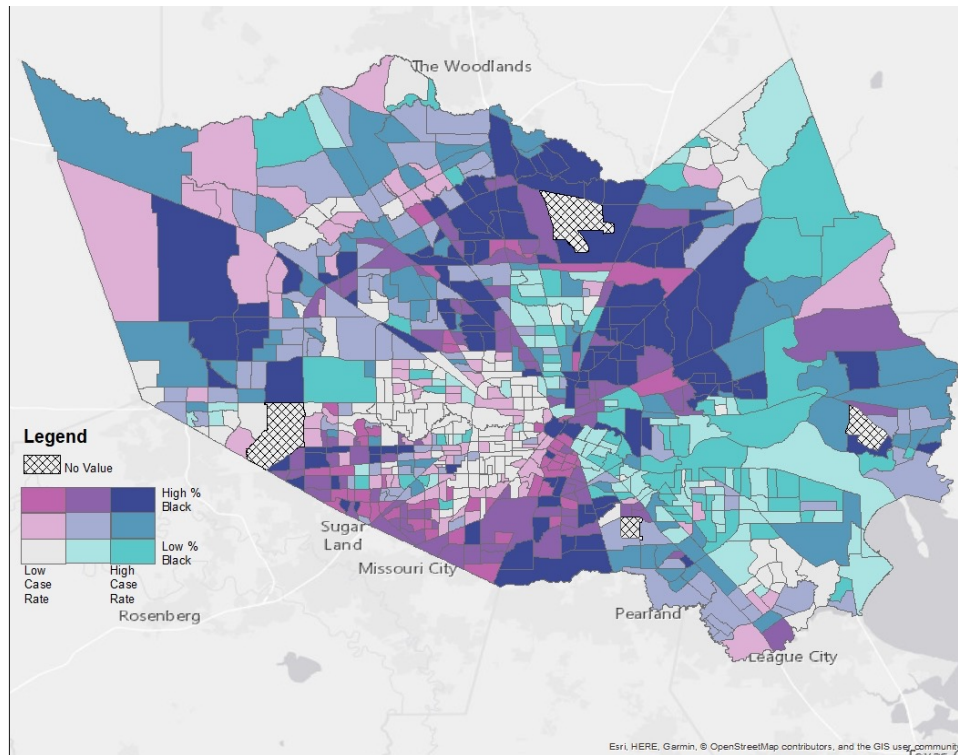 The Woodlands
Legend
No Value
High %
Black
Low %
Black
Low
Case
Rate
High
Case
Rate
Sugar
Land
Missouri City
Rosenberg
Pearland
League City
Esri, HERE, Garmin, © OpenStreetMap contributors, and the GIS user community